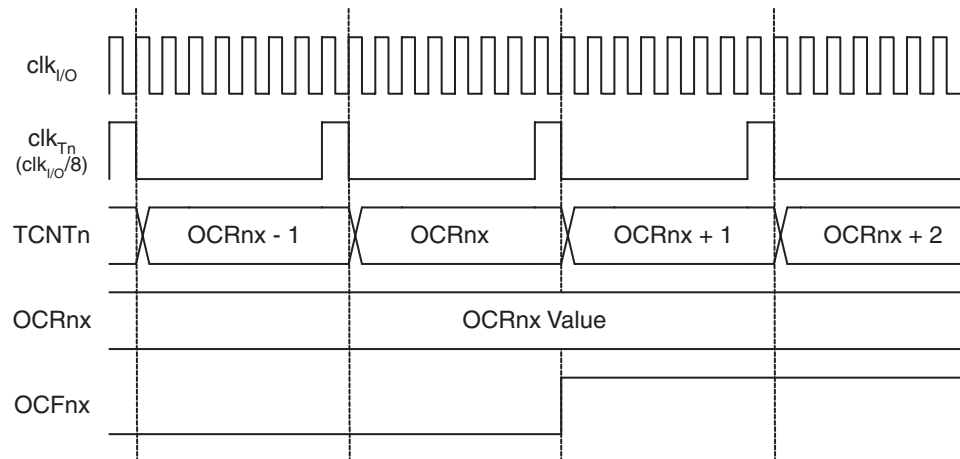 clkI/O
clkTn
(clkI/O/8)
TCNTn OCRnx - 1 OCRnx OCRnx + 1 OCRnx + 2
OCRnx OCRnx Value
OCFnx